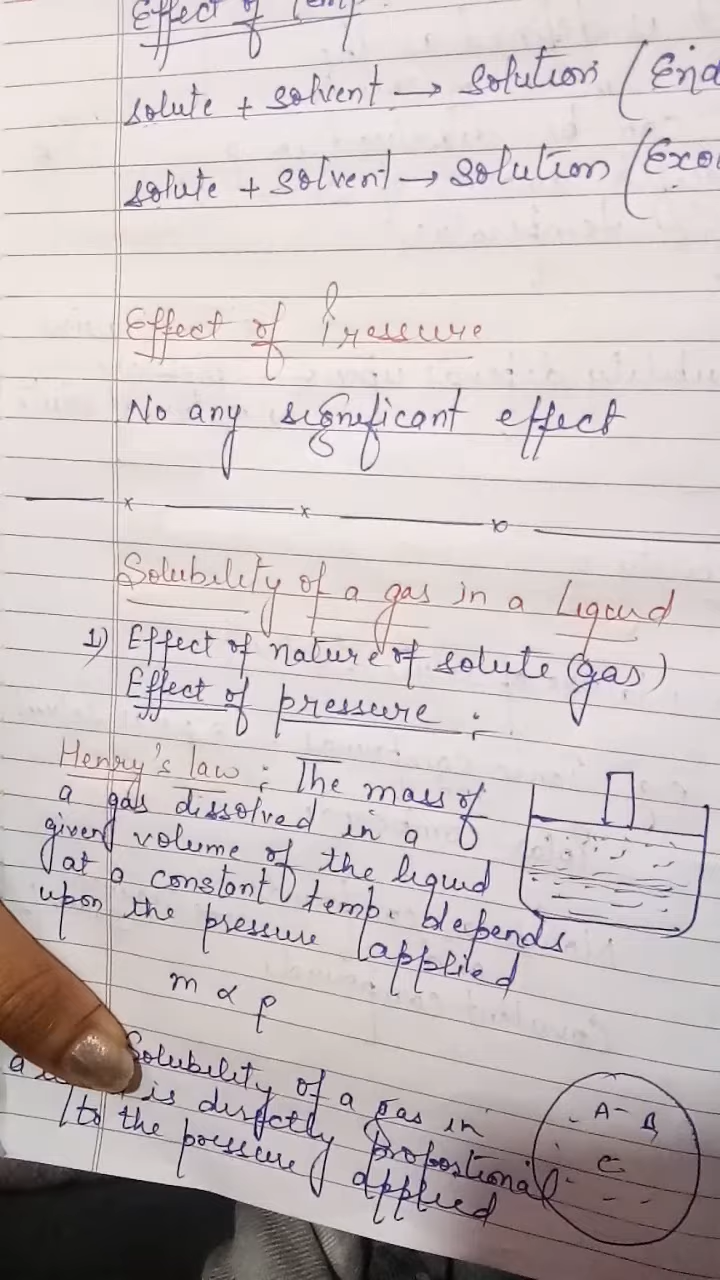 Effect of Temp
solute + solvent → solution (End
solute + solvent → solution (Exo
Effect of Pressure
No any significant effect
Solubility of a gas in a Liquid
1) Effect of nature of solute (gas)
Effect of pressure :-
Henry's law : The mass of
a gas dissolved in a
given volume of the liquid
at a constant temp. depends
upon the pressure applied
m ∝ p
Solubility of a gas in
a is directly proportional
to the pressure applied
A - B
C